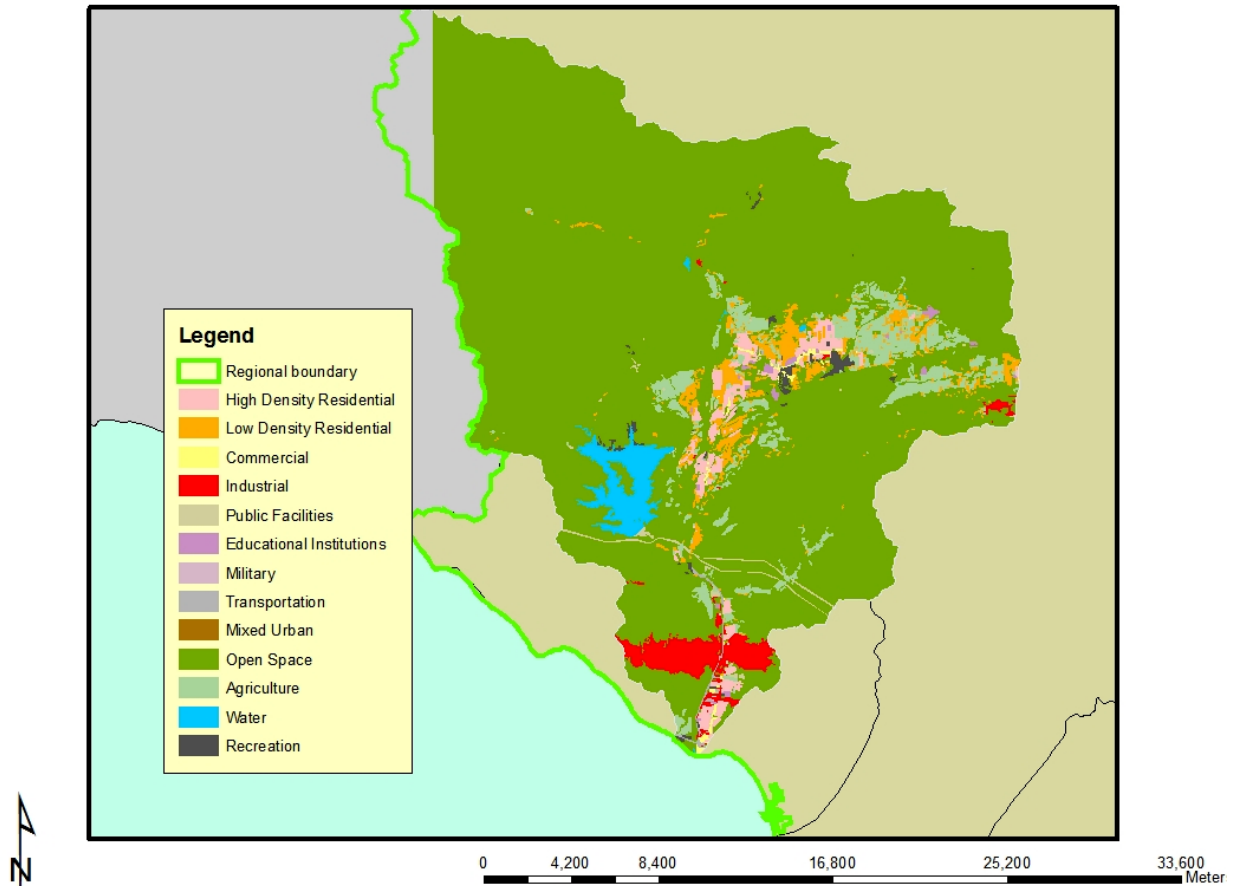 Legend
Regional boundary
High Density Residential
Low Density Residential
Commercial
Industrial
Public Facilities
Educational Institutions
Military
Transportation
Mixed Urban
Open Space
Agriculture
Water
Recreation
N
0 4,200 8,400 16,800 25,200 33,600
Meter